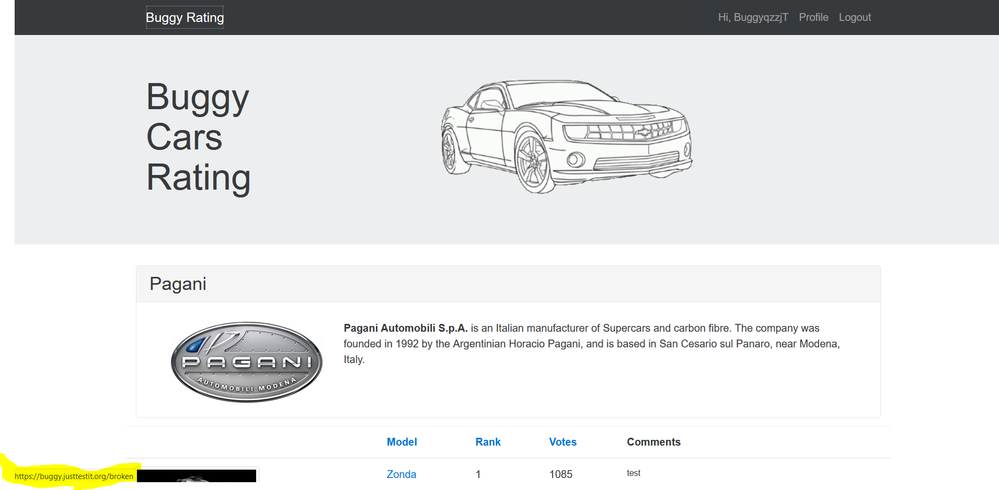 Buggy Rating
Hi, BuggyqzzjT Profile Logout
Buggy
Cars
Rating
Pagani
PAGANI
AUTOMOBILI MODENA
Pagani Automobili S.p.A. is an Italian manufacturer of Supercars and carbon fibre. The company was
founded in 1992 by the Argentinian Horacio Pagani, and is based in San Cesario sul Panaro, near Modena,
Italy.
Model Rank Votes Comments
Zonda 1 1085 test
https://buggy.justtestit.org/broken